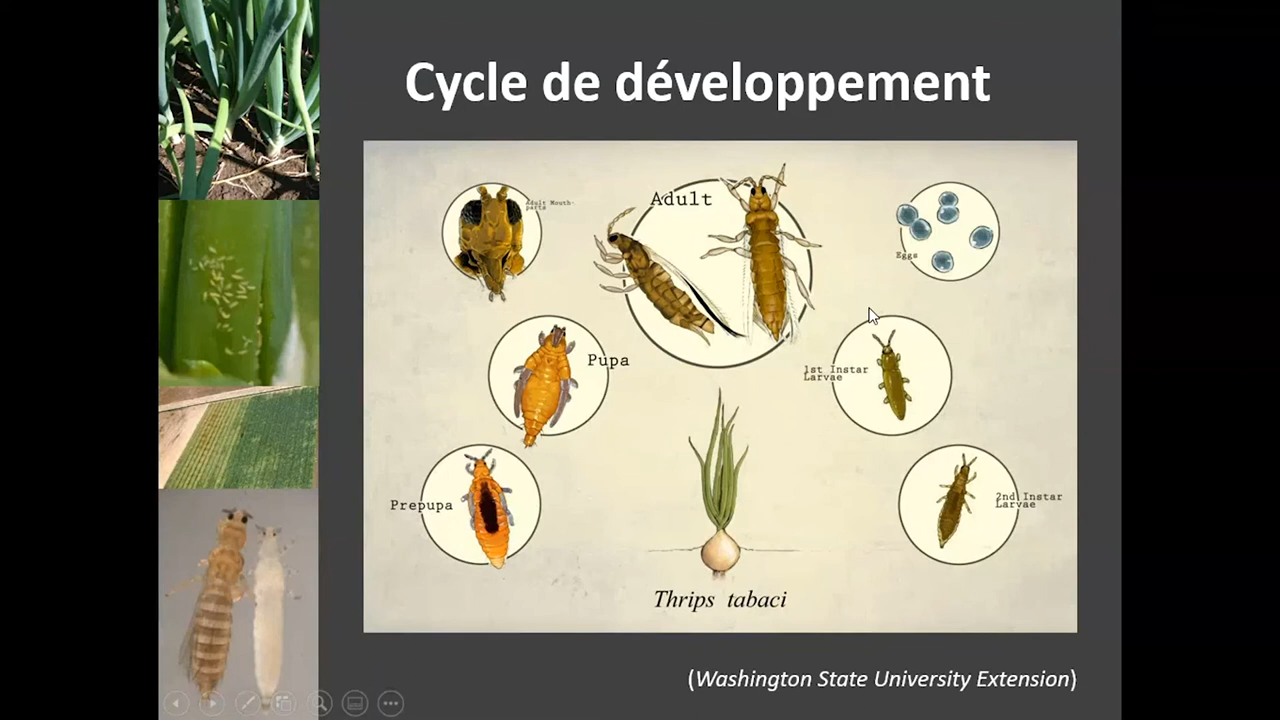 Cycle de développement
Adult Mouth-
parts
Adult
Eggs
Pupa
1st Instar
Larvae
Prepupa
2nd Instar
Larvae
Thrips tabaci
(Washington State University Extension)